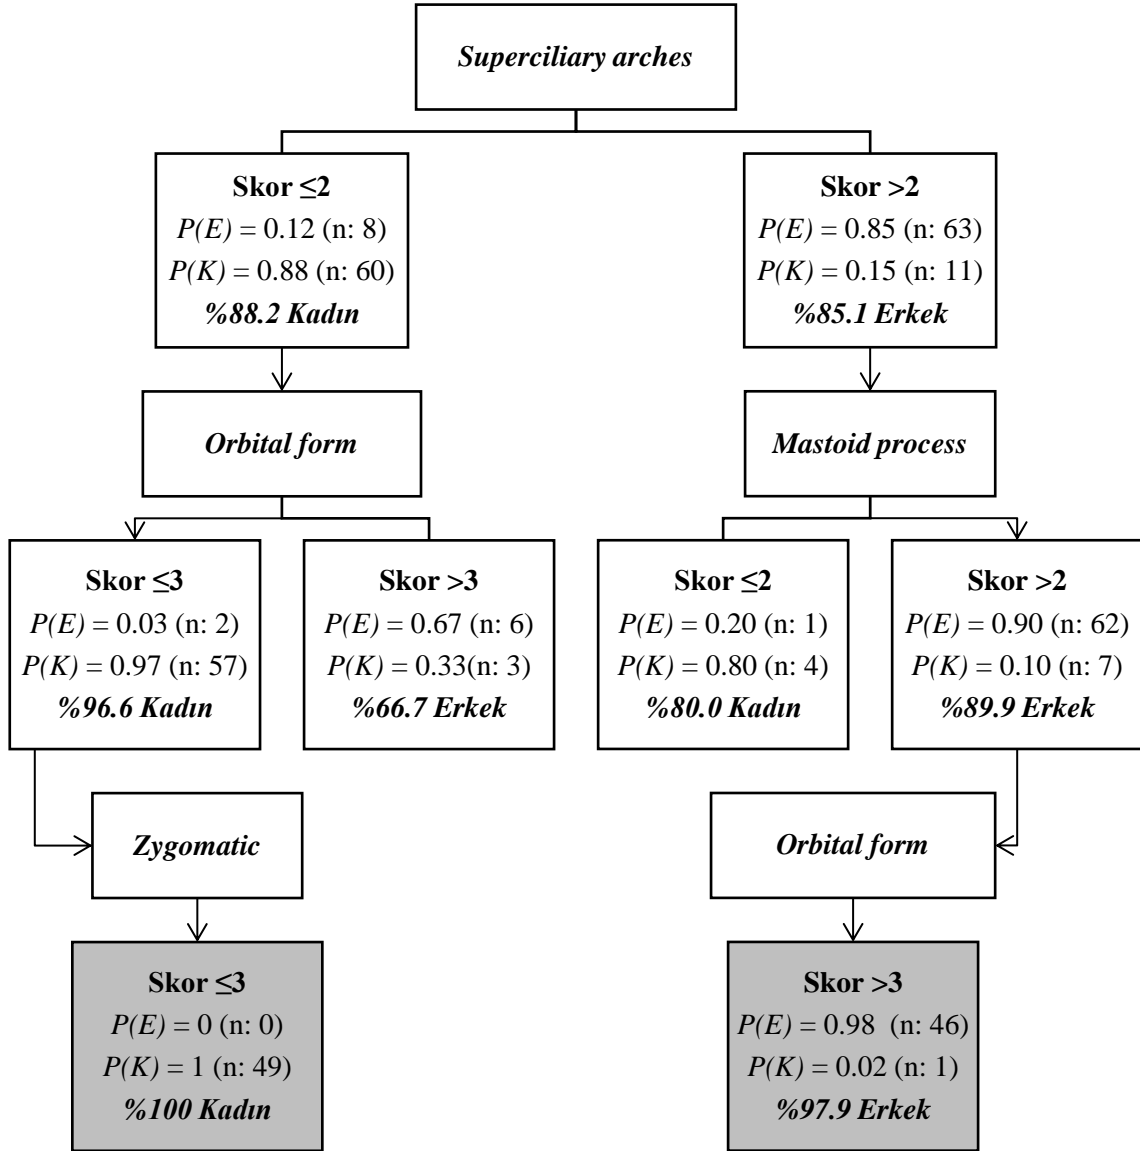 Superciliary arches
Skor ≤2
P(E) = 0.12 (n: 8)
P(K) = 0.88 (n: 60)
%88.2 Kadın
Skor >2
P(E) = 0.85 (n: 63)
P(K) = 0.15 (n: 11)
%85.1 Erkek
Orbital form
Mastoid process
Skor ≤3
P(E) = 0.03 (n: 2)
P(K) = 0.97 (n: 57)
%96.6 Kadın
Skor >3
P(E) = 0.67 (n: 6)
P(K) = 0.33(n: 3)
%66.7 Erkek
Skor ≤2
P(E) = 0.20 (n: 1)
P(K) = 0.80 (n: 4)
%80.0 Kadın
Skor >2
P(E) = 0.90 (n: 62)
P(K) = 0.10 (n: 7)
%89.9 Erkek
Zygomatic
Orbital form
Skor ≤3
P(E) = 0 (n: 0)
P(K) = 1 (n: 49)
%100 Kadın
Skor >3
P(E) = 0.98 (n: 46)
P(K) = 0.02 (n: 1)
%97.9 Erkek